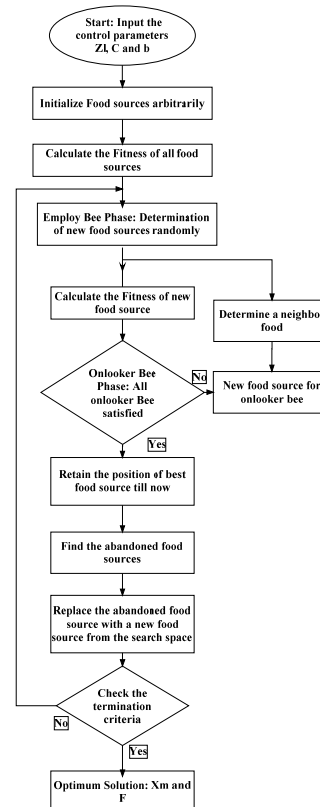 Start: Input the
control parameters
ZI, C and b
Initialize Food sources arbitrarily
Calculate the Fitness of all food
sources
Employ Bee Phase: Determination
of new food sources randomly
Calculate the Fitness of new
food source
Determine a neighbo
food
Onlooker Bee
Phase: All
onlooker Bee
satisfied
No
New food source for
onlooker bee
Yes
Retain the position of best
food source till now
Find the abandoned food
sources
Replace the abandoned food
source with a new food
source from the search space
Check the
termination
criteria
No
Yes
Optimum Solution: Xm and
F